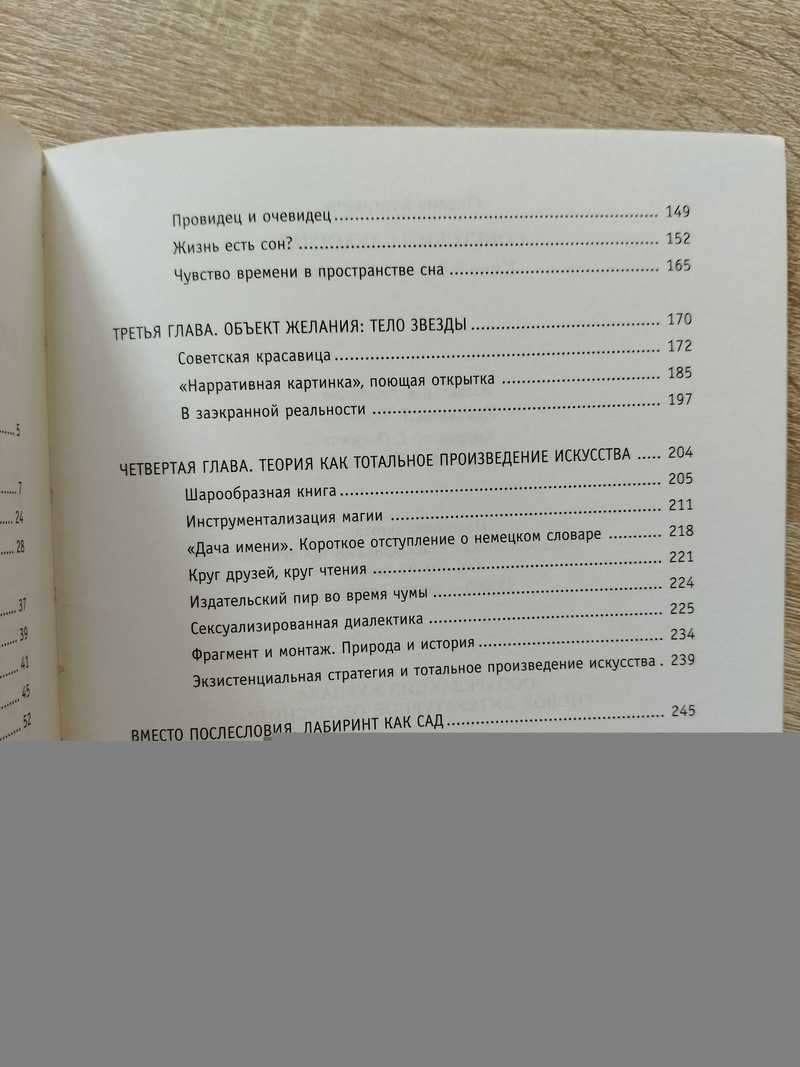 .....5
.....7
.....24
.....28
.....37
.....39
.....41
.....45
.....52
Провидец и очевидец ..... 149
Жизнь есть сон? ..... 152
Чувство времени в пространстве сна ..... 165
ТРЕТЬЯ ГЛАВА. ОБЪЕКТ ЖЕЛАНИЯ: ТЕЛО ЗВЕЗДЫ ..... 170
Советская красавица ..... 172
«Нарративная картинка», поющая открытка ..... 185
В заэкранной реальности ..... 197
ЧЕТВЕРТАЯ ГЛАВА. ТЕОРИЯ КАК ТОТАЛЬНОЕ ПРОИЗВЕДЕНИЕ ИСКУССТВА ..... 204
Шарообразная книга ..... 205
Инструментализация магии ..... 211
«Дача имени». Короткое отступление о немецком словаре ..... 218
Круг друзей, круг чтения ..... 221
Издательский пир во время чумы ..... 224
Сексуализированная диалектика ..... 225
Фрагмент и монтаж. Природа и история ..... 234
Экзистенциальная стратегия и тотальное произведение искусства . 239
ВМЕСТО ПОСЛЕСЛОВИЯ. ЛАБИРИНТ КАК САД ..... 245